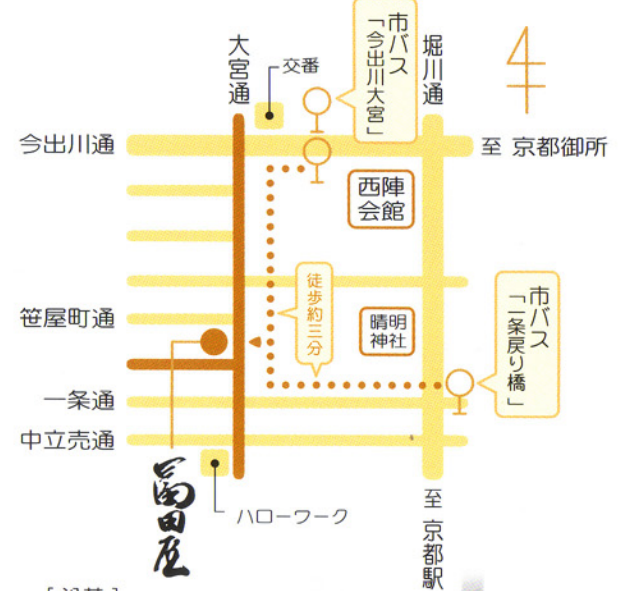 市バス
「今出川大宮」
堀川通
大宮通
交番
今出川通
至 京都御所
西陣
会館
徒歩約三分
市バス
「一条戻り橋」
笹屋町通
晴明
神社
一条通
中立売通
冨田屋
ハローワーク
至 京都駅